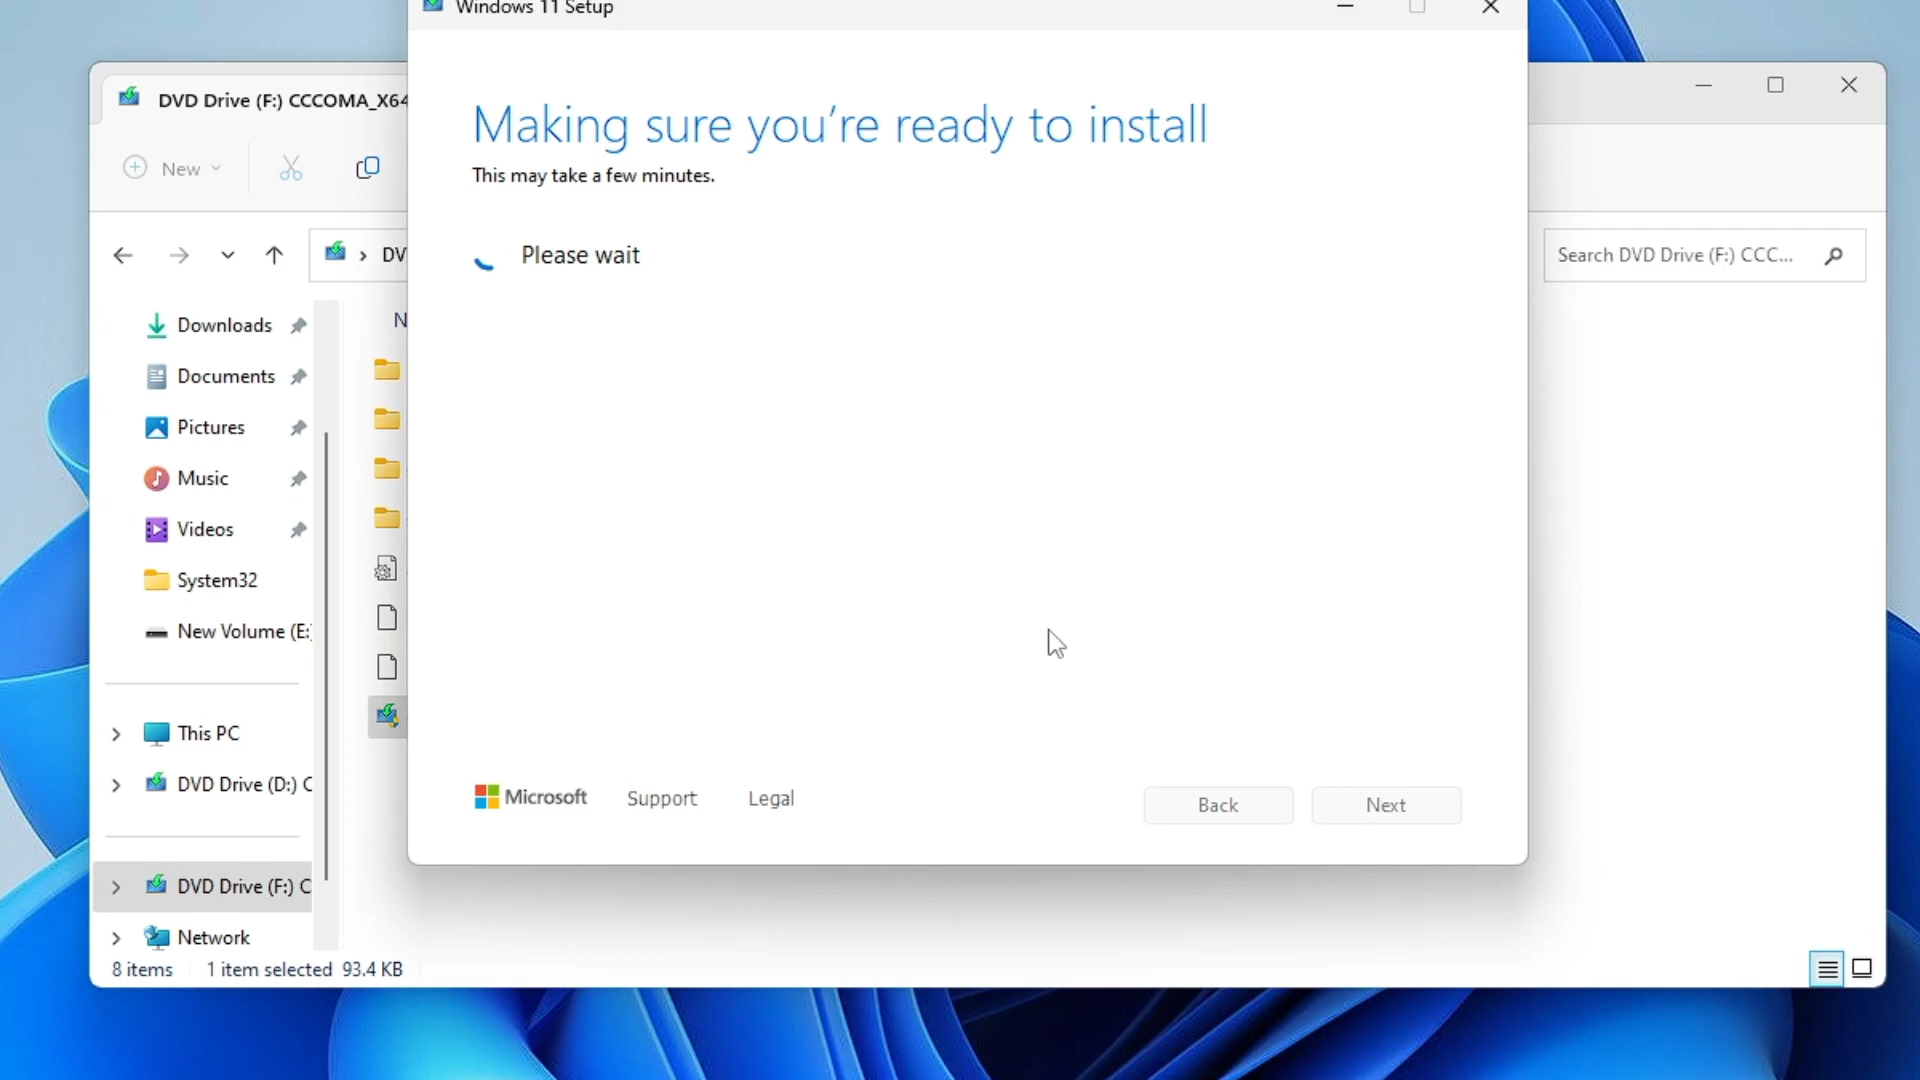 Windows 11 Setup
Making sure you're ready to install
This may take a few minutes.
Please wait
Microsoft
Support
Legal
Back
Next
DVD Drive (F:) CCCOMA_X64
New
DV
Search DVD Drive (F:) CCC...
N
Downloads
Documents
Pictures
Music
Videos
System32
New Volume (E:
This PC
DVD Drive (D:) C
DVD Drive (F:) C
Network
8 items
1 item selected 93.4 KB